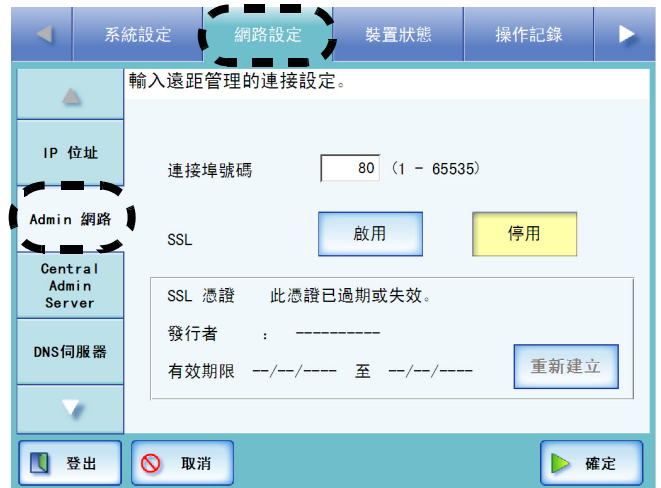 系統設定 網路設定 裝置狀態 操作記錄
輸入遠距管理的連接設定。
IP 位址
連接埠號碼 80 (1 - 65535)
Admin 網路
SSL 啟用 停用
Central
Admin
Server
SSL 憑證 此憑證已過期或失效。
發行者 : ----------
DNS伺服器
有效期限 --/--/---- 至 --/--/----
重新建立
登出 取消 確定